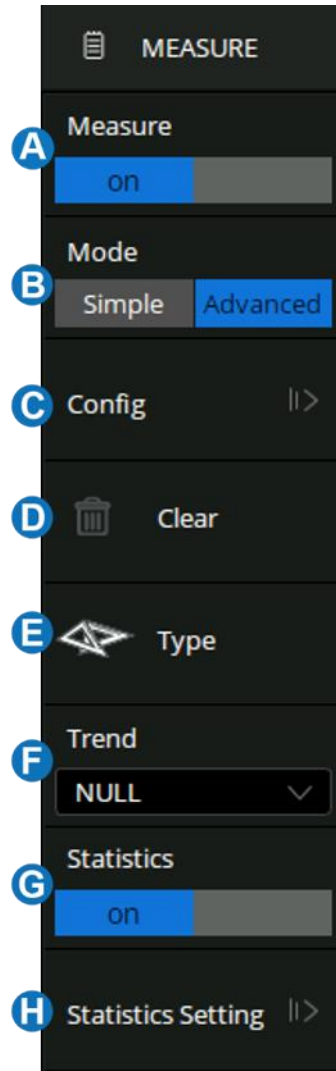 MEASURE
A
Measure
on
B
Mode
Simple Advanced
C
Config
D
Clear
E
Type
F
Trend
NULL
G
Statistics
on
H
Statistics Setting